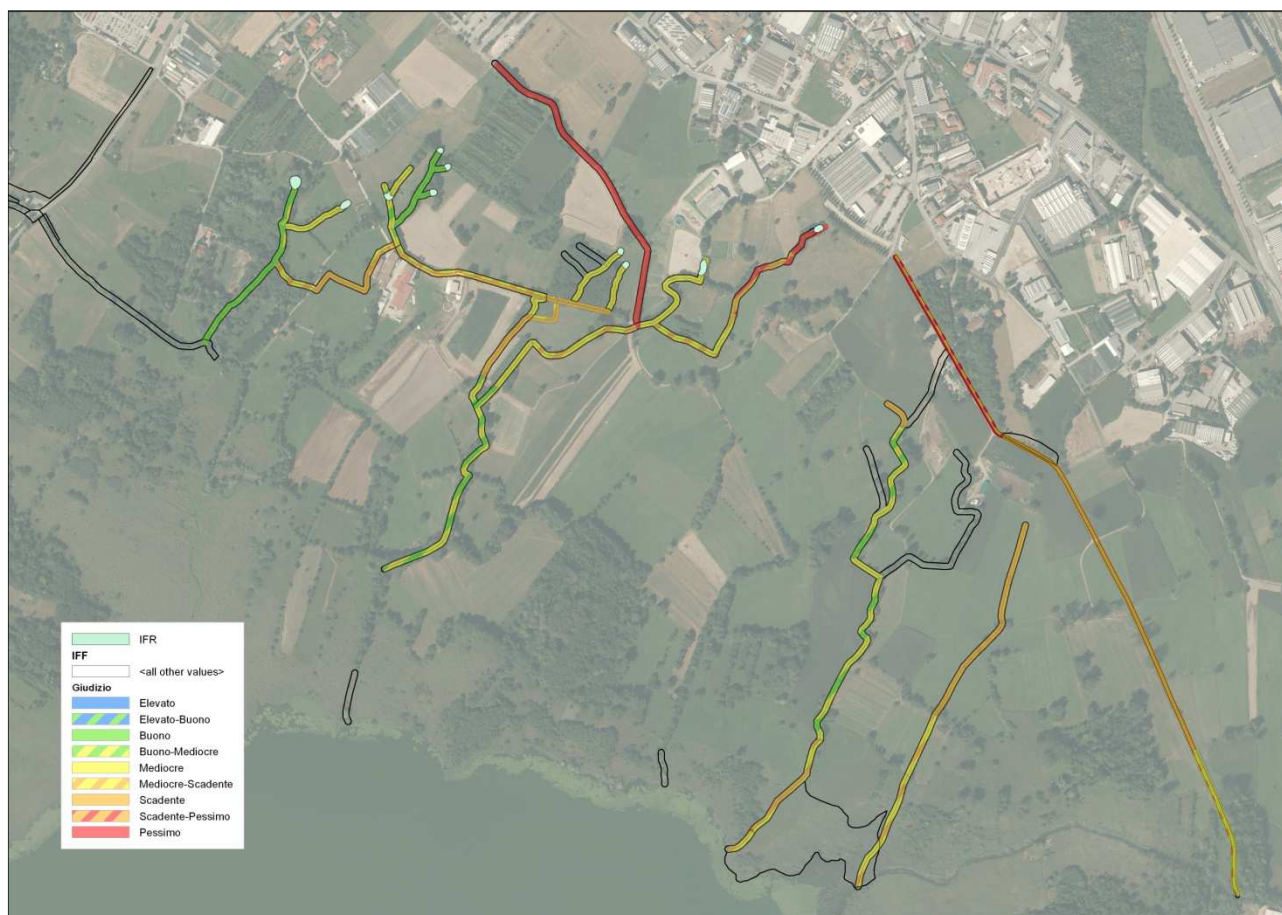 IFR
IFF
<all other values>
Giudizio
Elevato
Elevato-Buono
Buono
Buono-Mediocre
Mediocre
Mediocre-Scadente
Scadente
Scadente-Pessimo
Pessimo